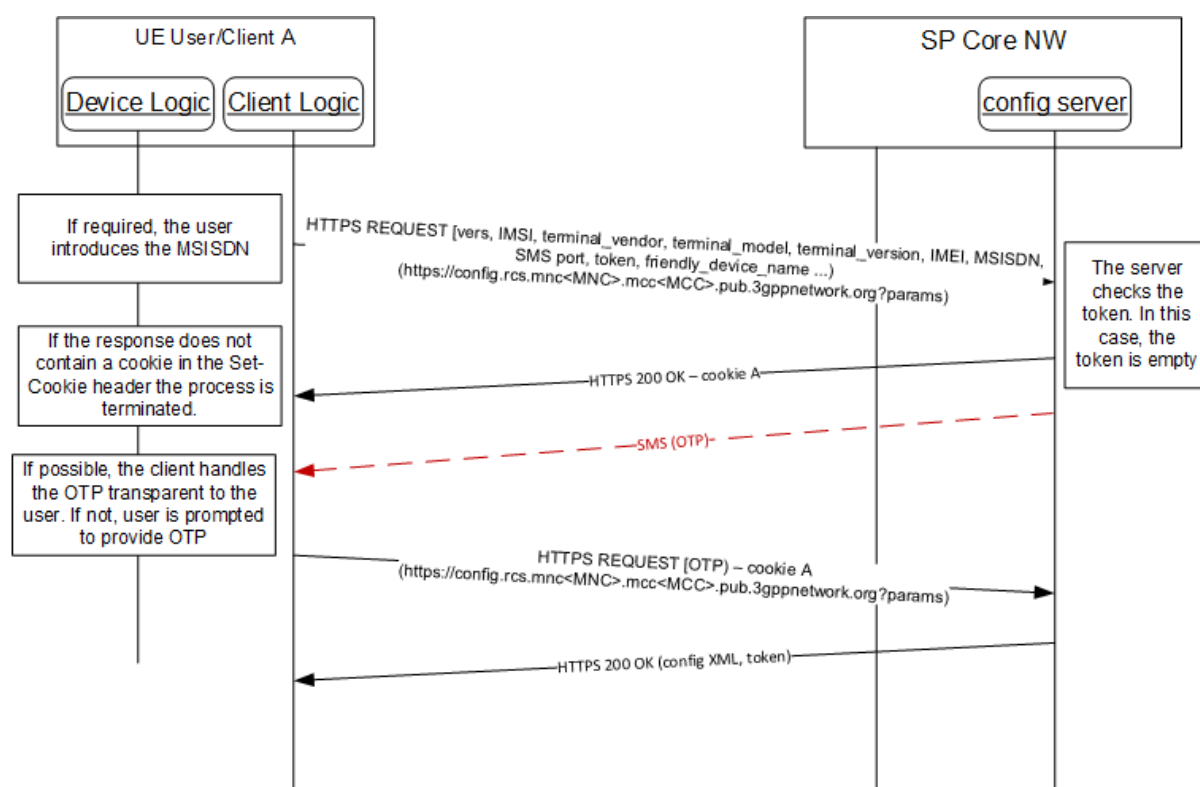 UE User/Client A
SP Core NW
Device Logic
Client Logic
config server
If required, the user
introduces the MSISDN
HTTPS REQUEST [vers, IMSI, terminal_vendor, terminal_model, terminal_version, IMEI, MSISDN,
SMS port, token, friendly_device_name ...)
(https://config.rcs.mnc<MNC>.mcc<MCC>.pub.3gppnetwork.org?params)
The server
checks the
token. In this
case, the
token is empty
If the response does not
contain a cookie in the Set-
Cookie header the process is
terminated.
HTTPS 200 OK – cookie A
SMS (OTP)
If possible, the client handles
the OTP transparent to the
user. If not, user is prompted
to provide OTP
HTTPS REQUEST [OTP) – cookie A
(https://config.rcs.mnc<MNC>.mcc<MCC>.pub.3gppnetwork.org?params)
HTTPS 200 OK (config XML, token)